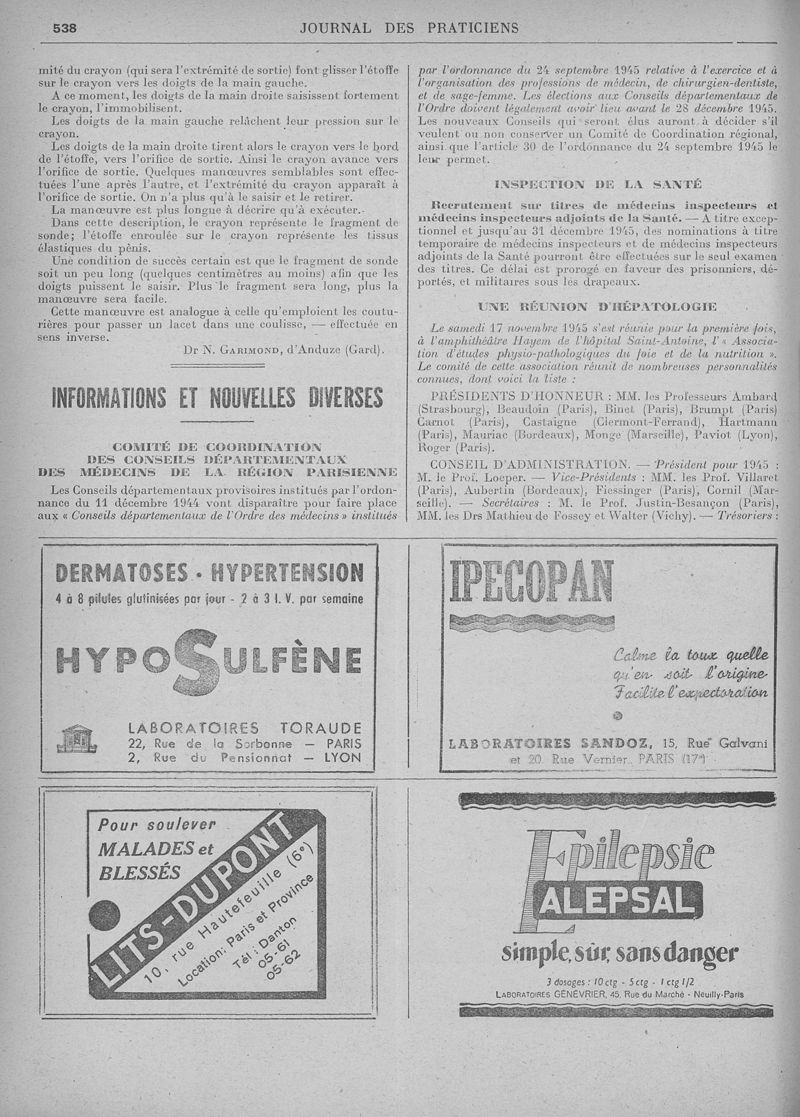 538
JOURNAL DES PRATICIENS
mité du crayon (qui sera l'extrémité de sortie) font glisser l'étoffe
sur le crayon vers les doigts de la main gauche.
A ce moment, les doigts de la main droite saisissent fortement
le crayon, l'immobilisent.
Les doigts de la main gauche relâchent leur pression sur le
crayon.
Les doigts de la main droite tirent alors le crayon vers le bord
de l'étoffe, vers l'orifice de sortie. Ainsi le crayon avance vers
l'orifice de sortie. Quelques manœuvres semblables sont effec-
tuées l'une après l'autre, et l'extrémité du crayon apparaît à
l'orifice de sortie. On n'a plus qu'à le saisir et le retirer.
La manœuvre est plus longue à décrire qu'à exécuter.
Dans cette description, le crayon représente le fragment de
sonde; l'étoffe enroulée sur le crayon représente les tissus
élastiques du pénis.
Une condition de succès certain est que le fragment de sonde
soit un peu long (quelques centimètres au moins) afin que les
doigts puissent le saisir. Plus le fragment sera long, plus la
manœuvre sera facile.
Cette manœuvre est analogue à celle qu'emploient les coutu-
rières pour passer un lacet dans une coulisse, — effectuée en
sens inverse.
Dr N. GARIMOND, d'Anduze (Gard).
INFORMATIONS ET NOUVELLES DIVERSES
COMITÉ DE COORDINATION
DES CONSEILS DÉPARTEMENTAUX
DES MÉDECINS DE LA RÉGION PARISIENNE
Les Conseils départementaux provisoires institués par l'ordon-
nance du 11 décembre 1944 vont disparaître pour faire place
aux « Conseils départementaux de l'Ordre des médecins » institués
par l'ordonnance du 24 septembre 1945 relative à l'exercice et à
l'organisation des professions de médecin, de chirurgien-dentiste,
et de sage-femme. Les élections aux Conseils départementaux de
l'Ordre doivent légalement avoir lieu avant le 28 décembre 1945.
Les nouveaux Conseils qui seront élus auront à décider s'il
veulent ou non conserver un Comité de Coordination régional,
ainsi que l'article 30 de l'ordonnance du 24 septembre 1945 le
leur permet.
INSPECTION DE LA SANTÉ
Recrutement sur titres de médecins inspecteurs et
médecins inspecteurs adjoints de la Santé. — A titre excep-
tionnel et jusqu'au 31 décembre 1945, des nominations à titre
temporaire de médecins inspecteurs et de médecins inspecteurs
adjoints de la Santé pourront être effectuées sur le seul examen
des titres. Ce délai est prorogé en faveur des prisonniers, dé-
portés, et militaires sous les drapeaux.
UNE RÉUNION D'HÉPATOLOGIE
Le samedi 17 novembre 1945 s'est réunie pour la première fois,
à l'amphithéâtre Hayem de l'hôpital Saint-Antoine, l' « Associa-
tion d'études physio-pathologiques du foie et de la nutrition ».
Le comité de cette association réunit de nombreuses personnalités
connues, dont voici la liste :
PRÉSIDENTS D'HONNEUR : MM. les Professeurs Ambard
(Strasbourg), Beaudoin (Paris), Binet (Paris), Brumpt (Paris)
Carnot (Paris), Castaigne (Clermont-Ferrand), Hartmann
(Paris), Mauriac (Bordeaux), Monge (Marseille), Paviot (Lyon),
Roger (Paris).
CONSEIL D'ADMINISTRATION. — Président pour 1945 :
M. le Prof. Loeper. — Vice-Présidents : MM. les Prof. Villaret
(Paris), Aubertin (Bordeaux), Fiessinger (Paris), Cornil (Mar-
seille). — Secrétaires : M. le Prof. Justin-Besançon (Paris),
MM. les Drs Mathieu de Fossey et Walter (Vichy). — Trésoriers :
DERMATOSES • HYPERTENSION
4 à 8 pilules glutinisées par jour - 2 à 3 I. V. par semaine
HYPOSULFÈNE
LABORATOIRES TORAUDE
22, Rue de la Sorbonne — PARIS
2, Rue du Pensionnat — LYON
IPECOPAN
Calme la toux quelle
qu'en soit l'origine
Facilite l'expectoration
LABORATOIRES SANDOZ, 15, Rue Galvani
et 20, Rue Vernier, PARIS (17e)
Pour soulever
MALADES et
BLESSÉS
LITS-DUPONT
10, rue Hautefeuille (6e)
Location: Paris et Province
Tél : Danton
05-61
05-62
Epilepsie
ALEPSAL
simple, sûr, sans danger
3 dosages : 10 ctg - 5 ctg - 1 ctg 1/2
LABORATOIRES GÉNÉVRIER, 45, Rue du Marché - Neuilly-Paris